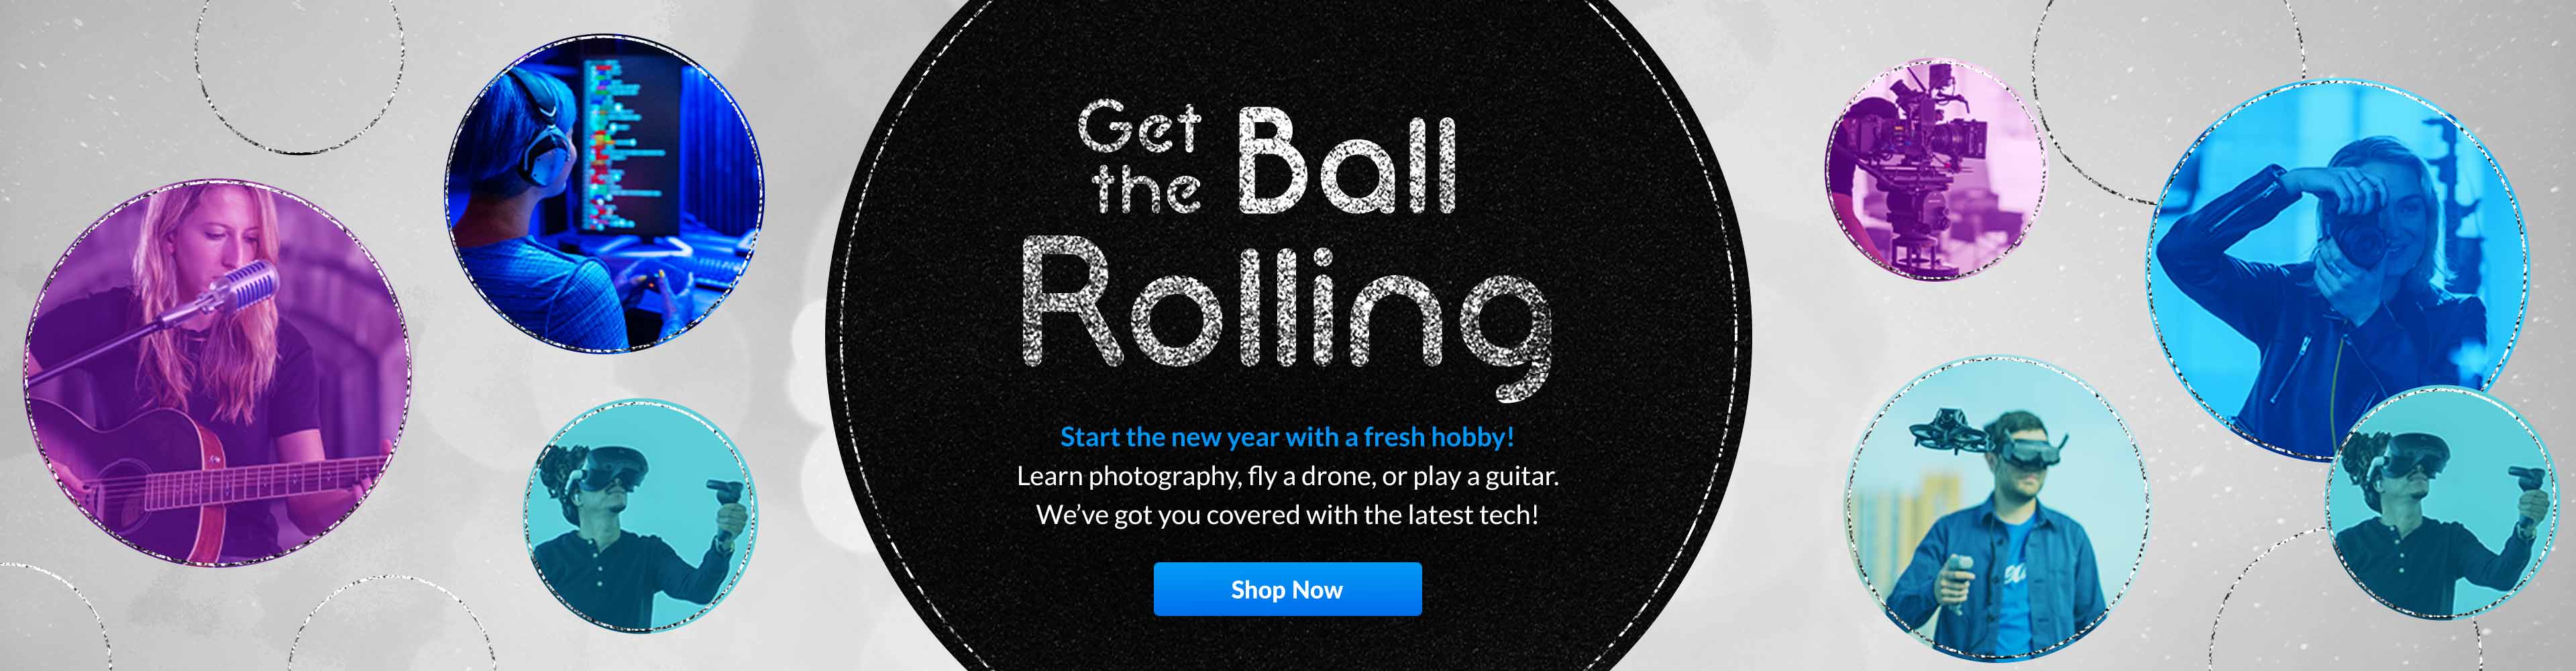 Get
the Ball
Rolling
Start the new year with a fresh hobby!
Learn photography, fly a drone, or play a guitar.
We've got you covered with the latest tech!
Shop Now